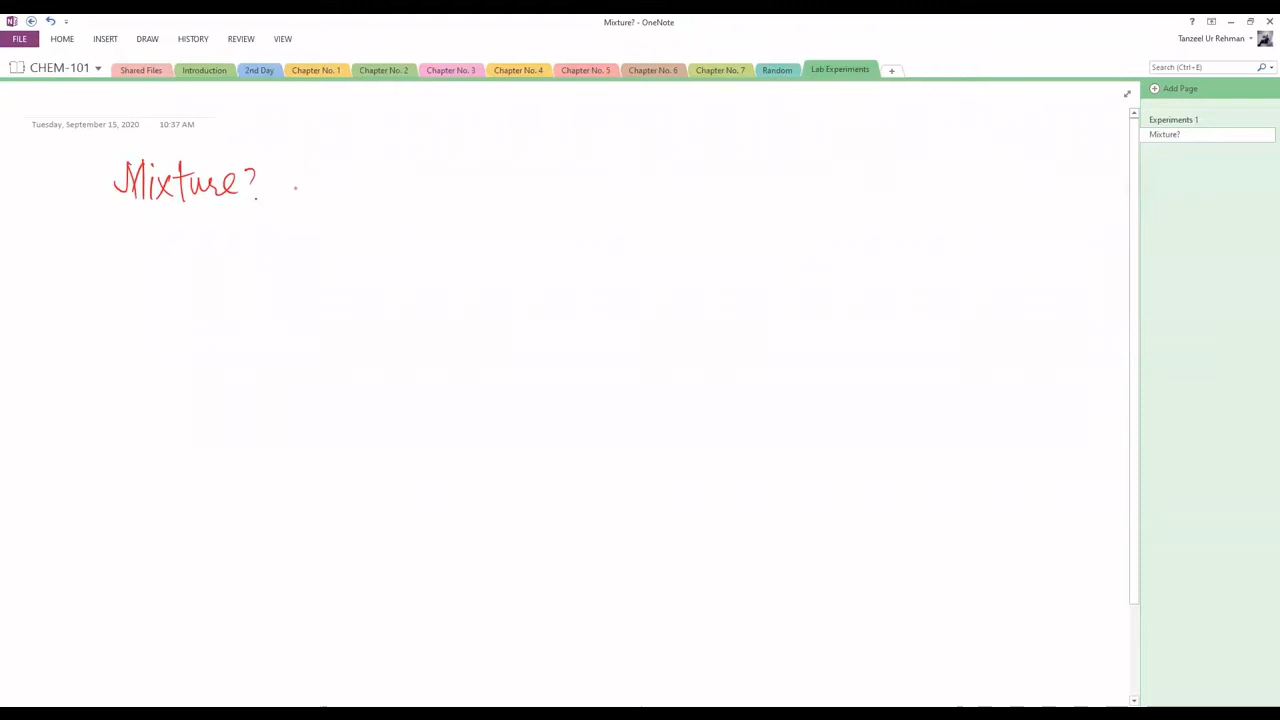 Mixture? - OneNote
?
FILE HOME INSERT DRAW HISTORY REVIEW VIEW
Tanzeel Ur Rehman
CHEM-101 Shared Files Introduction 2nd Day Chapter No. 1 Chapter No. 2 Chapter No. 3 Chapter No. 4 Chapter No. 5 Chapter No. 6 Chapter No. 7 Random Lab Experiments +
Search (Ctrl+E)
Add Page
Tuesday, September 15, 2020 10:37 AM
Experiments 1
Mixture?
Mixture?